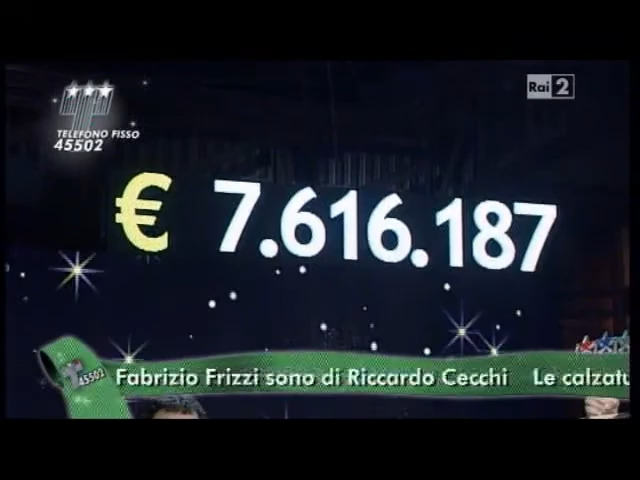 Rai 2
TELEFONO FISSO
45502
€ 7.616.187
45502
Fabrizio Frizzi sono di Riccardo Cecchi Le calzatu